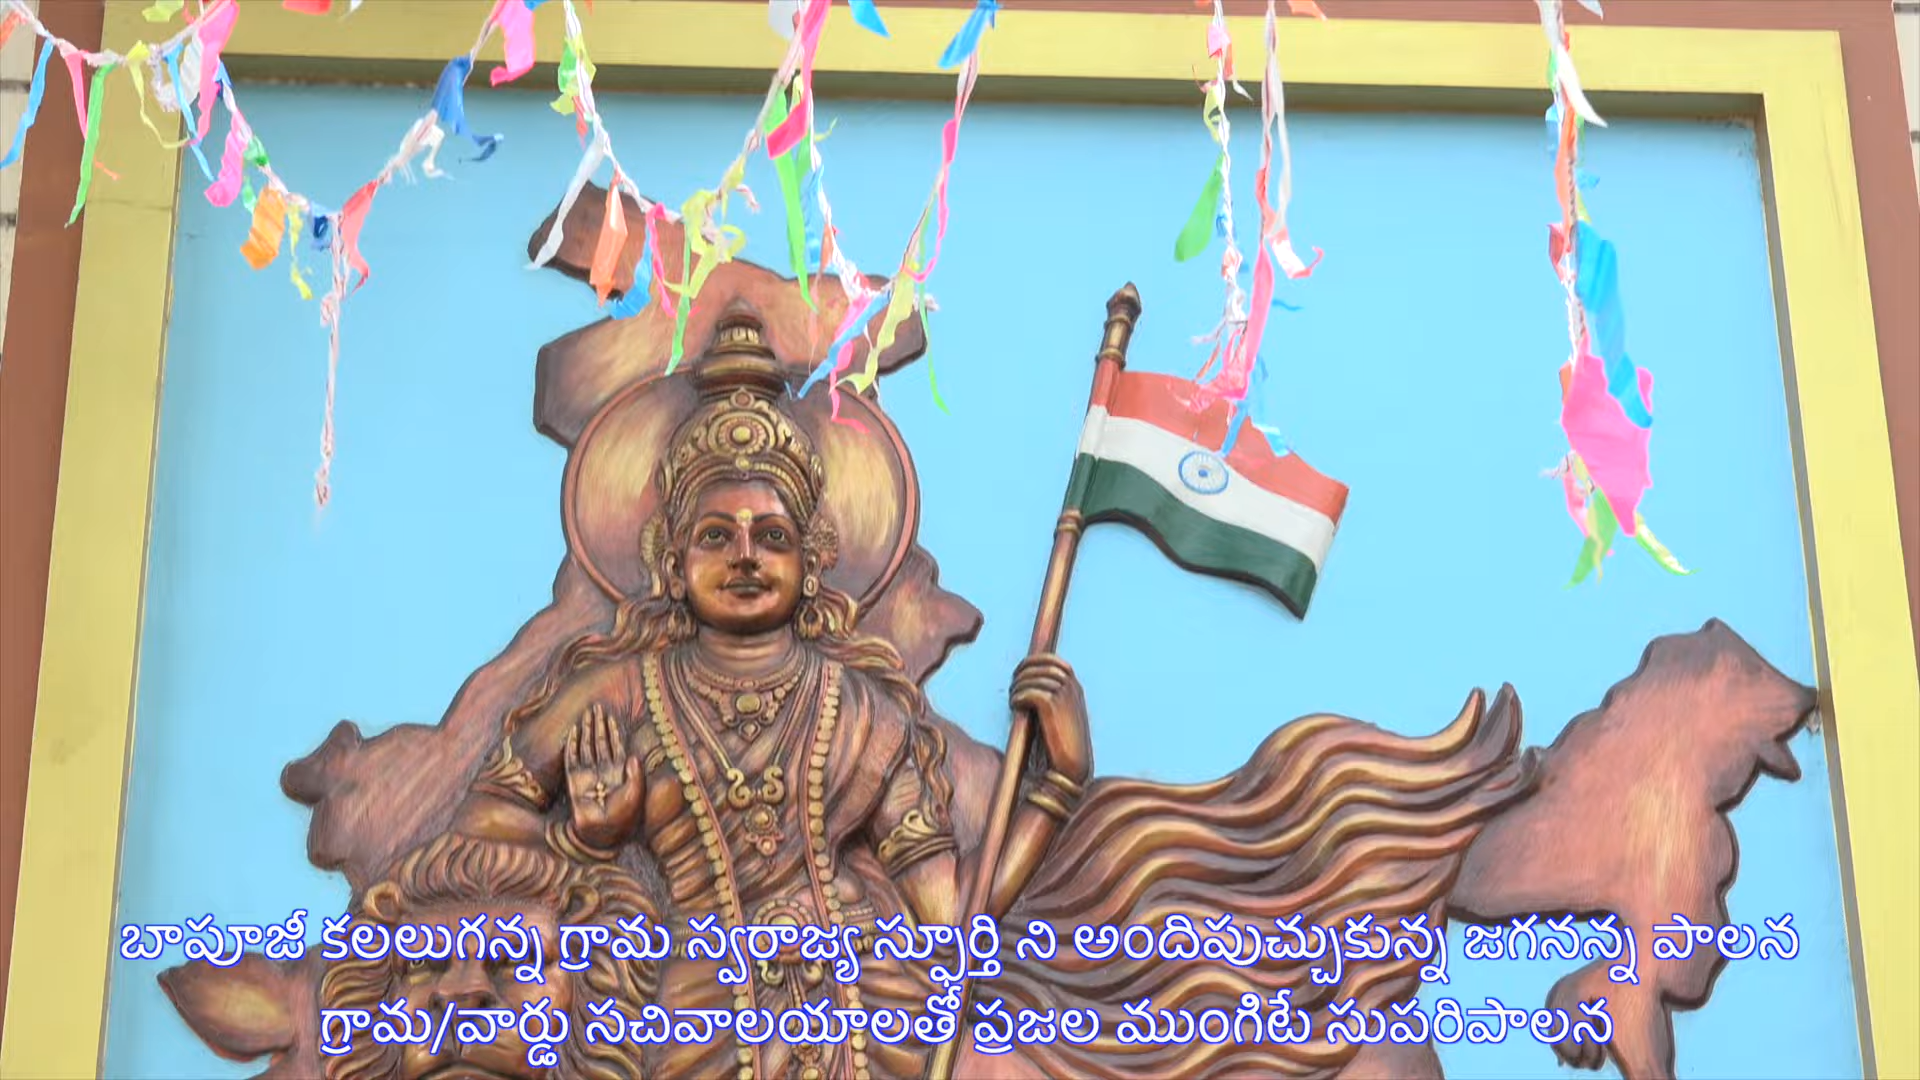 బాపూజీ కలలుగన్న గ్రామ స్వరాజ్య స్ఫూర్తి ని అందిపుచ్చుకున్న జగనన్న పాలన
గ్రామ/వార్డు సచివాలయాలతో ప్రజల ముంగిటే సుపరిపాలన